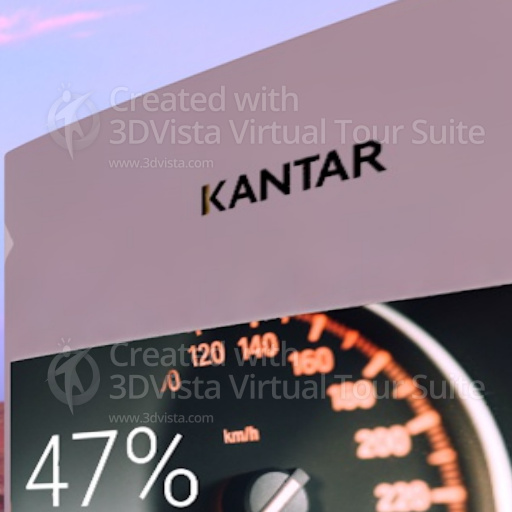 Created with
3DVista Virtual Tour Suite
www.3dvista.com
KANTAR
Created with
3DVista Virtual Tour Suite
www.3dvista.com
120 140
160
180
200
220
km/h
47%